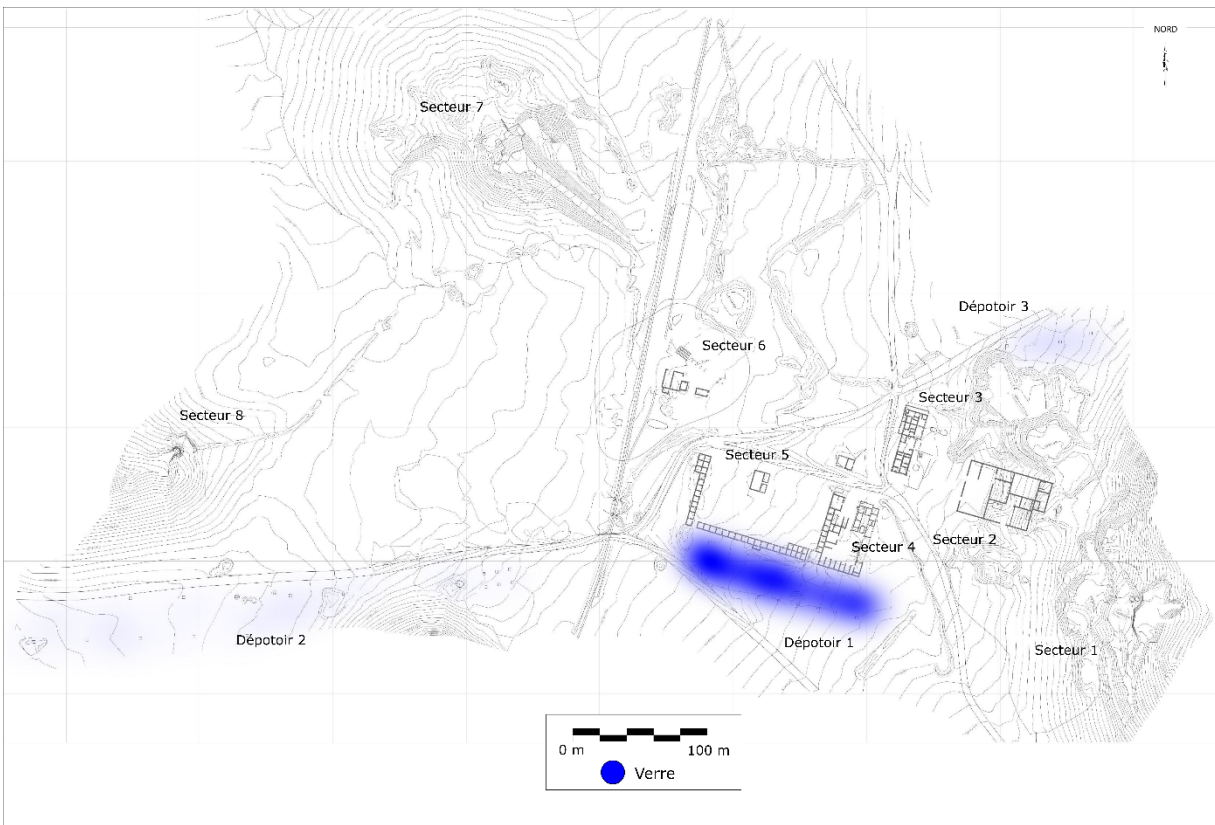 NORD
Secteur 7
Dépotoir 3
Secteur 6
Secteur 3
Secteur 8
Secteur 5
Secteur 4
Secteur 2
Dépotoir 2
Dépotoir 1
Secteur 1
0 m 100 m
Verre